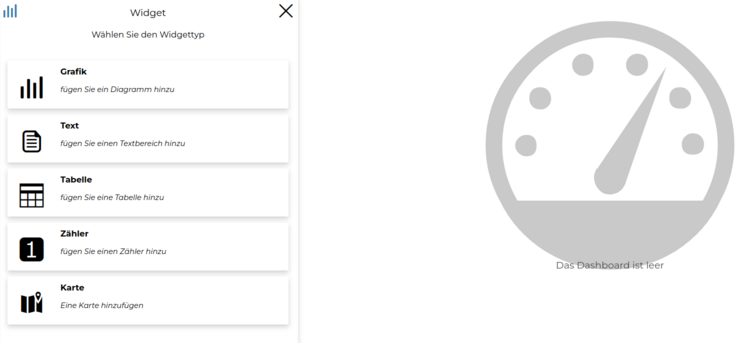 Widget
Wählen Sie den Widgettyp
Grafik
fügen Sie ein Diagramm hinzu
Text
fügen Sie einen Textbereich hinzu
Tabelle
fügen Sie eine Tabelle hinzu
Zähler
1
fügen Sie einen Zähler hinzu
Karte
Eine Karte hinzufügen
Das Dashboard ist leer